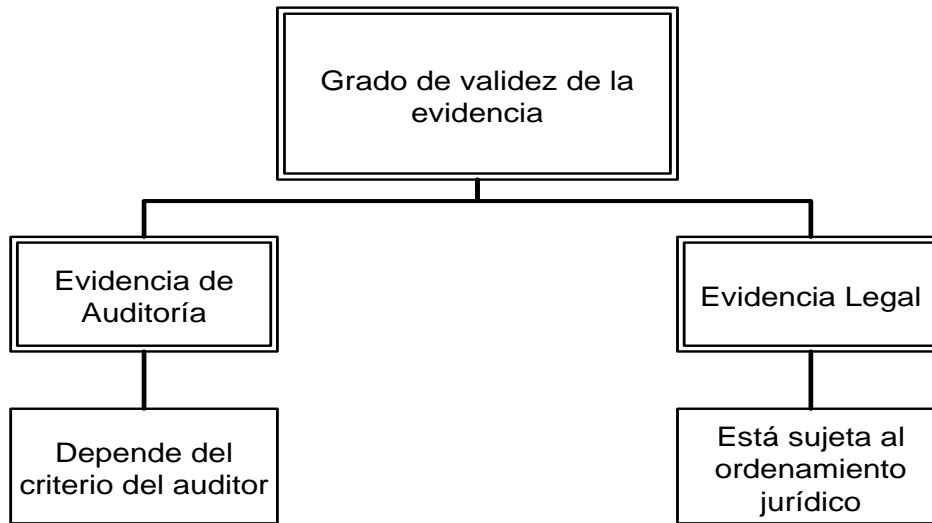 Grado de validez de la
evidencia
Evidencia de
Auditoría
Evidencia Legal
Depende del
criterio del auditor
Está sujeta al
ordenamiento
jurídico